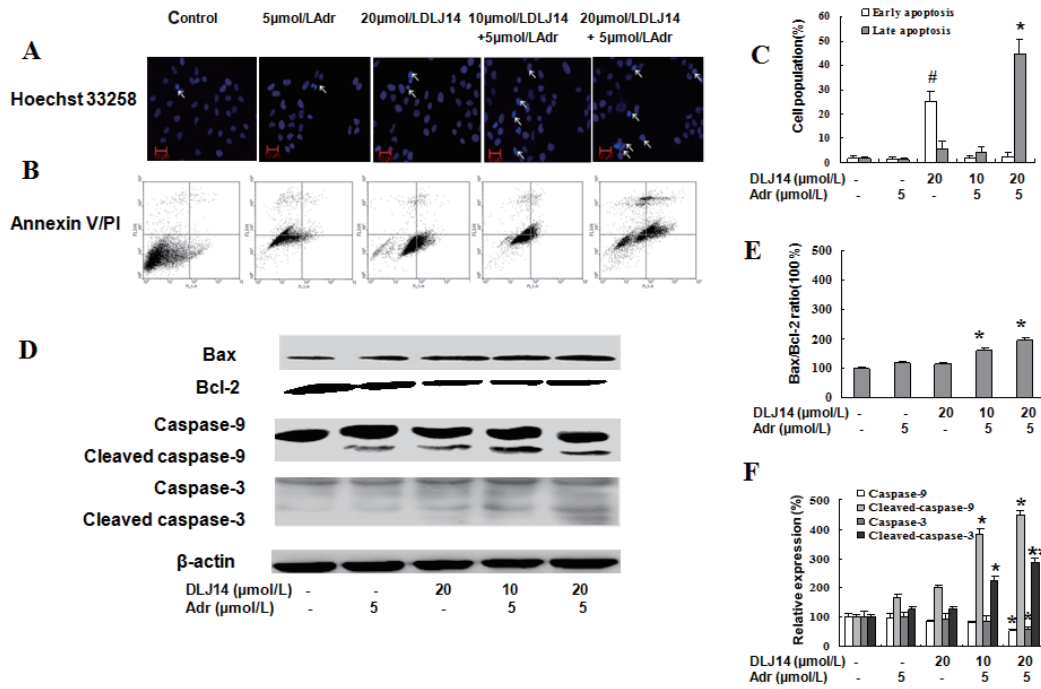 Control 5μmol/LAdr 20μmol/LDLJ14 10μmol/LDLJ14 +5μmol/LAdr 20μmol/LDLJ14 + 5μmol/LAdr
A
Hoechst 33258
B
Annexin V/PI
C
Cell population(%)
60
50
40
30
20
10
0
Early apoptosis
Late apoptosis
#
*
DLJ14 (μmol/L) - - 20 10 20
Adr (μmol/L) - 5 - 5 5
D
Bax
Bcl-2
Caspase-9
Cleaved caspase-9
Caspase-3
Cleaved caspase-3
β-actin
DLJ14 (μmol/L) - - 20 10 20
Adr (μmol/L) - 5 - 5 5
E
Bax/Bcl-2 ratio(100%)
500
400
300
200
100
0
* *
DLJ14 (μmol/L) - - 20 10 20
Adr (μmol/L) - 5 - 5 5
F
Relative expression(%)
500
400
300
200
100
0
Caspase-9
Cleaved-caspase-9
Caspase-3
Cleaved-caspase-3
* * * * * **
DLJ14 (μmol/L) - - 20 10 20
Adr (μmol/L) - 5 - 5 5